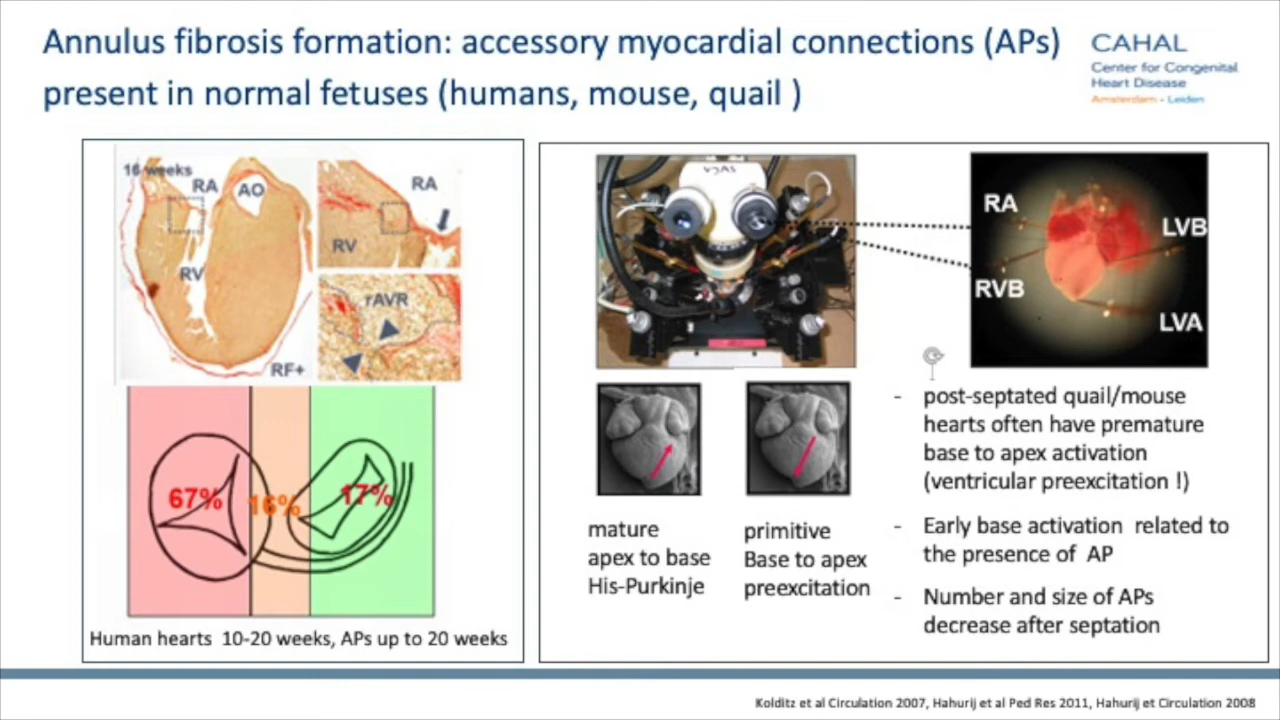 Annulus fibrosis formation: accessory myocardial connections (APs)
present in normal fetuses (humans, mouse, quail )
CAHAL
Center for Congenital
Heart Disease
Amsterdam - Leiden
16 weeks
RA
AO
RV
RF+
RA
RV
rAVR
67%
16%
17%
Human hearts 10-20 weeks, APs up to 20 weeks
RA
LVB
RVB
LVA
mature
apex to base
His-Purkinje
primitive
Base to apex
preexcitation
- post-septated quail/mouse
hearts often have premature
base to apex activation
(ventricular preexcitation !)
- Early base activation related to
the presence of AP
- Number and size of APs
decrease after septation
Kolditz et al Circulation 2007, Hahurij et al Ped Res 2011, Hahurij et Circulation 2008